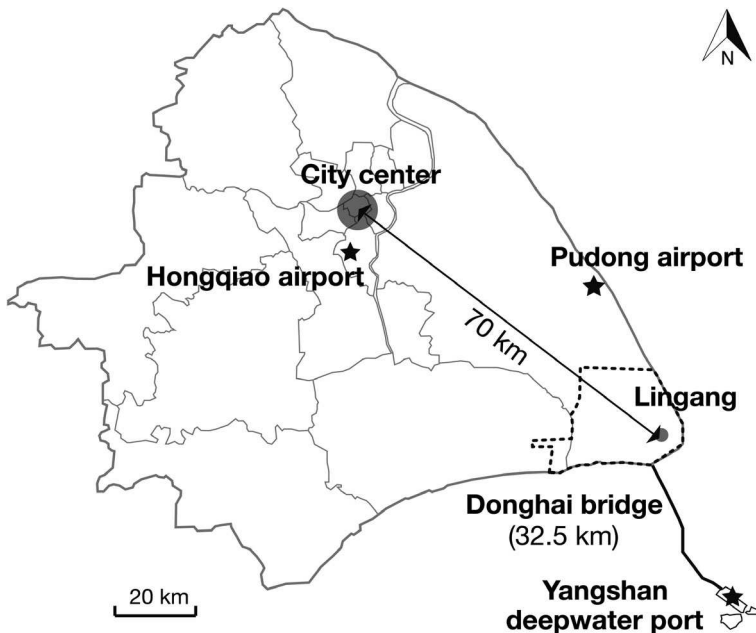 N
City center
Hongqiao airport
Pudong airport
70 km
Lingang
Donghai bridge
(32.5 km)
20 km
Yangshan
deepwater port